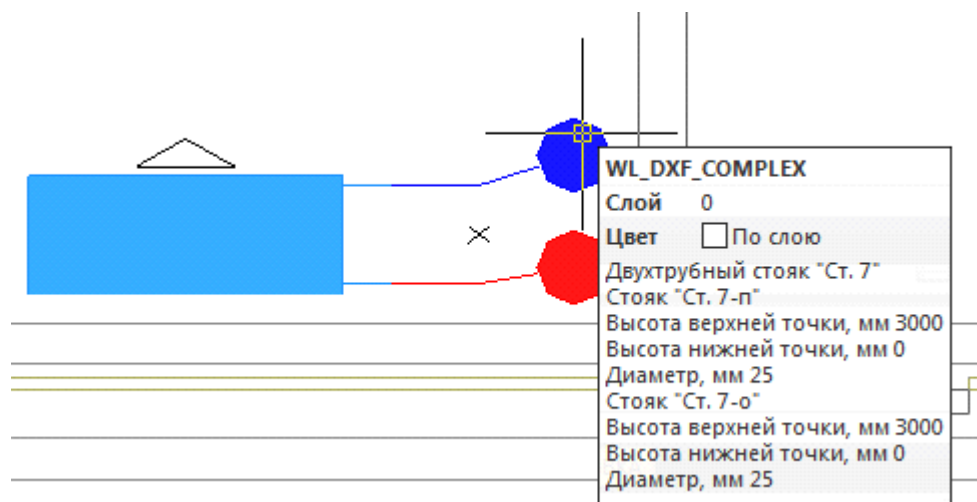 WL_DXF_COMPLEX
Слой 0
Цвет По слою
Двухтрубный стояк "Ст. 7"
Стояк "Ст. 7-п"
Высота верхней точки, мм 3000
Высота нижней точки, мм 0
Диаметр, мм 25
Стояк "Ст. 7-о"
Высота верхней точки, мм 3000
Высота нижней точки, мм 0
Диаметр, мм 25